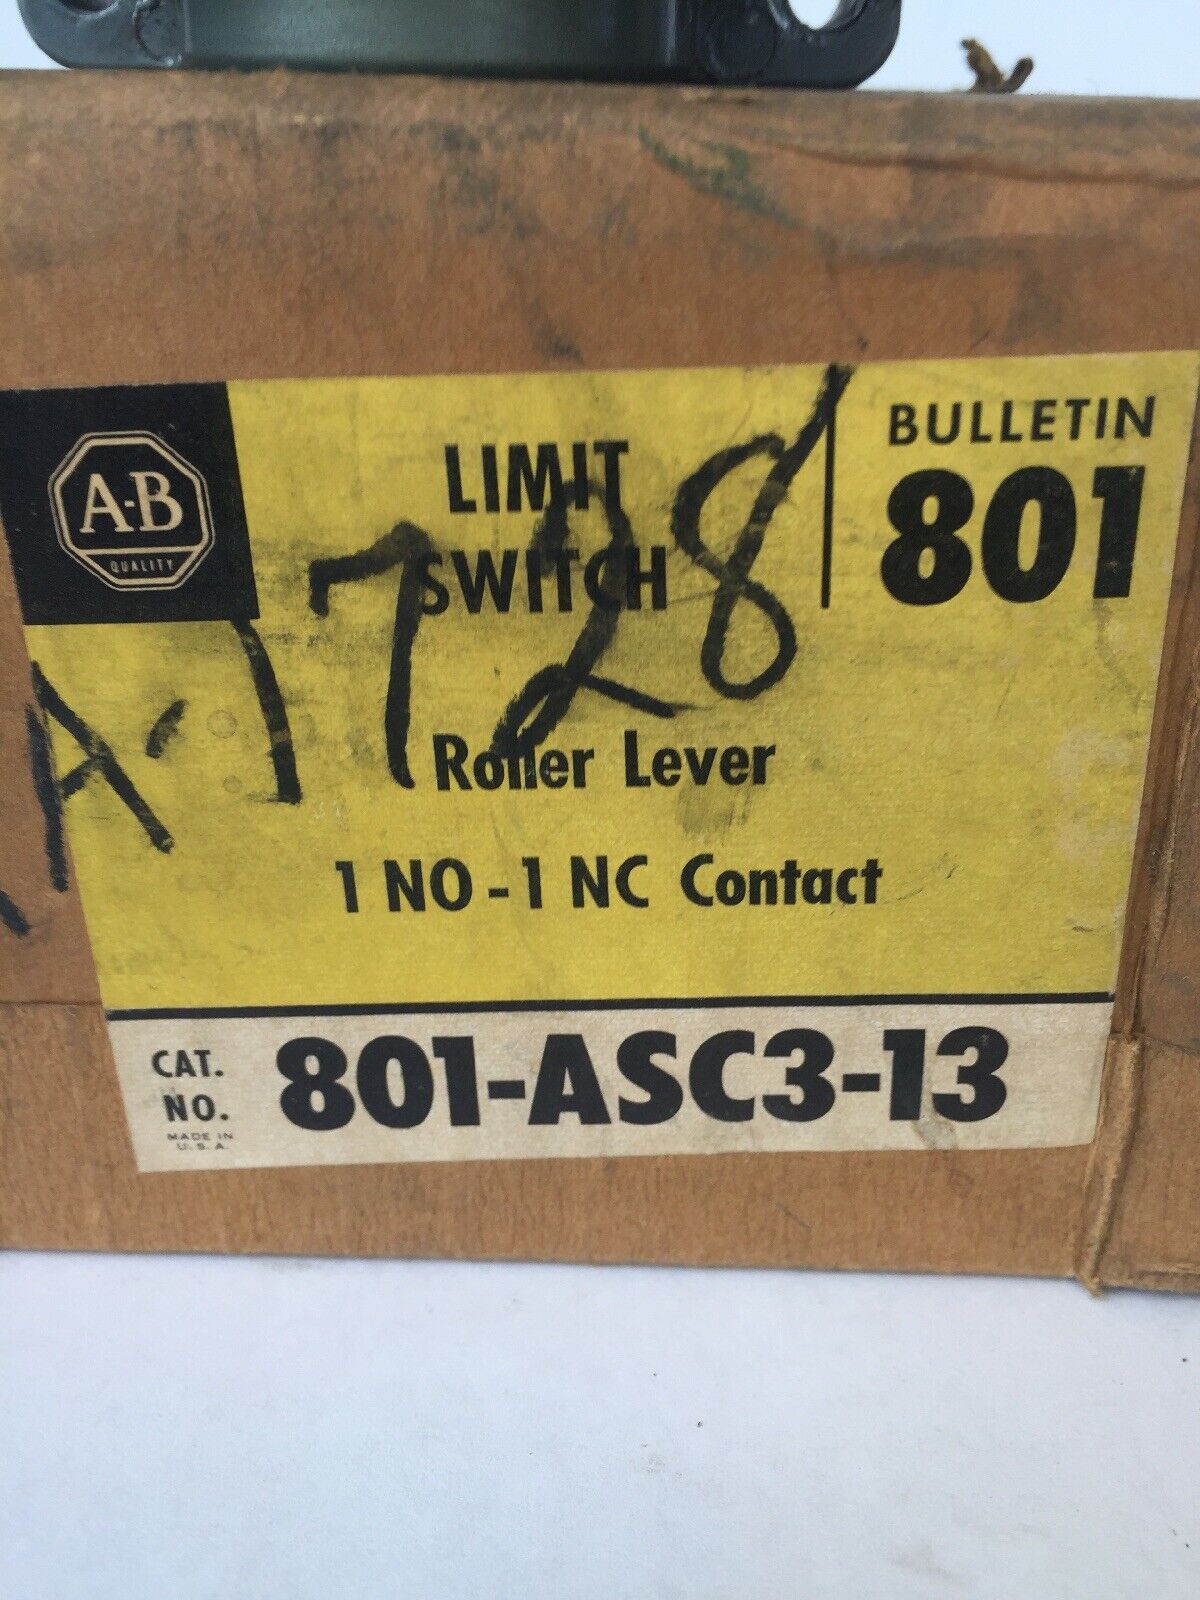 A-B
QUALITY
LIMIT
SWITCH
BULLETIN
801
A-1728
Roller Lever
1 NO - 1 NC Contact
CAT.
NO.
MADE IN
U.S.A.
801-ASC3-13